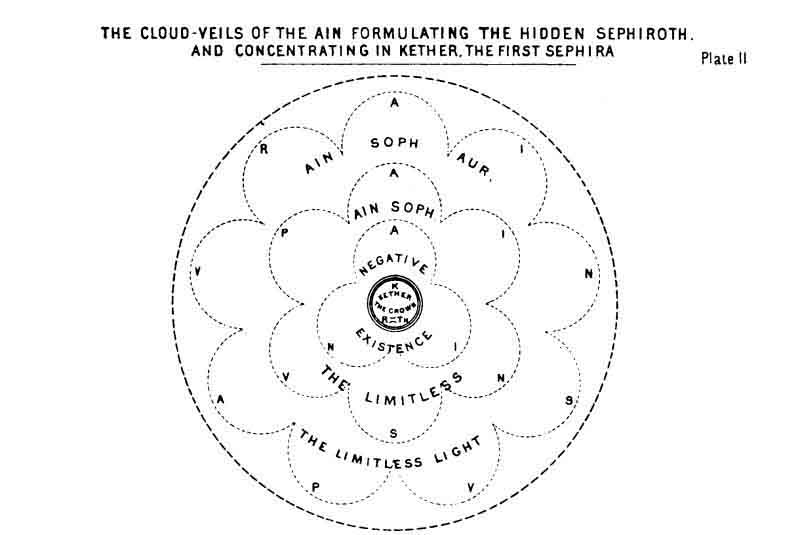 THE CLOUD-VEILS OF THE AIN FORMULATING THE HIDDEN SEPHIROTH.
AND CONCENTRATING IN KETHER, THE FIRST SEPHIRA
Plate II
A
R
I
AIN SOPH AUR.
A
AIN SOPH
P
A
I
V
N
NEGATIVE
K
KETHER
THE CROWN
R = TH
EXISTENCE
N
I
THE LIMITLESS
V
N
A
S
S
THE LIMITLESS LIGHT
P
V